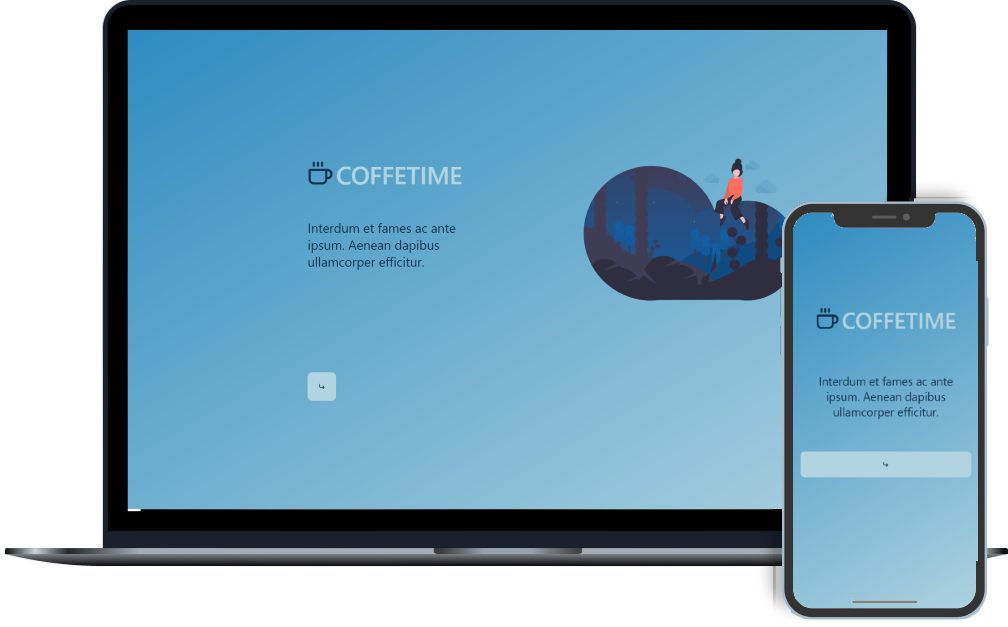 COFFETIME
Interdum et fames ac ante
ipsum. Aenean dapibus
ullamcorper efficitur.
COFFETIME
Interdum et fames ac ante
ipsum. Aenean dapibus
ullamcorper efficitur.